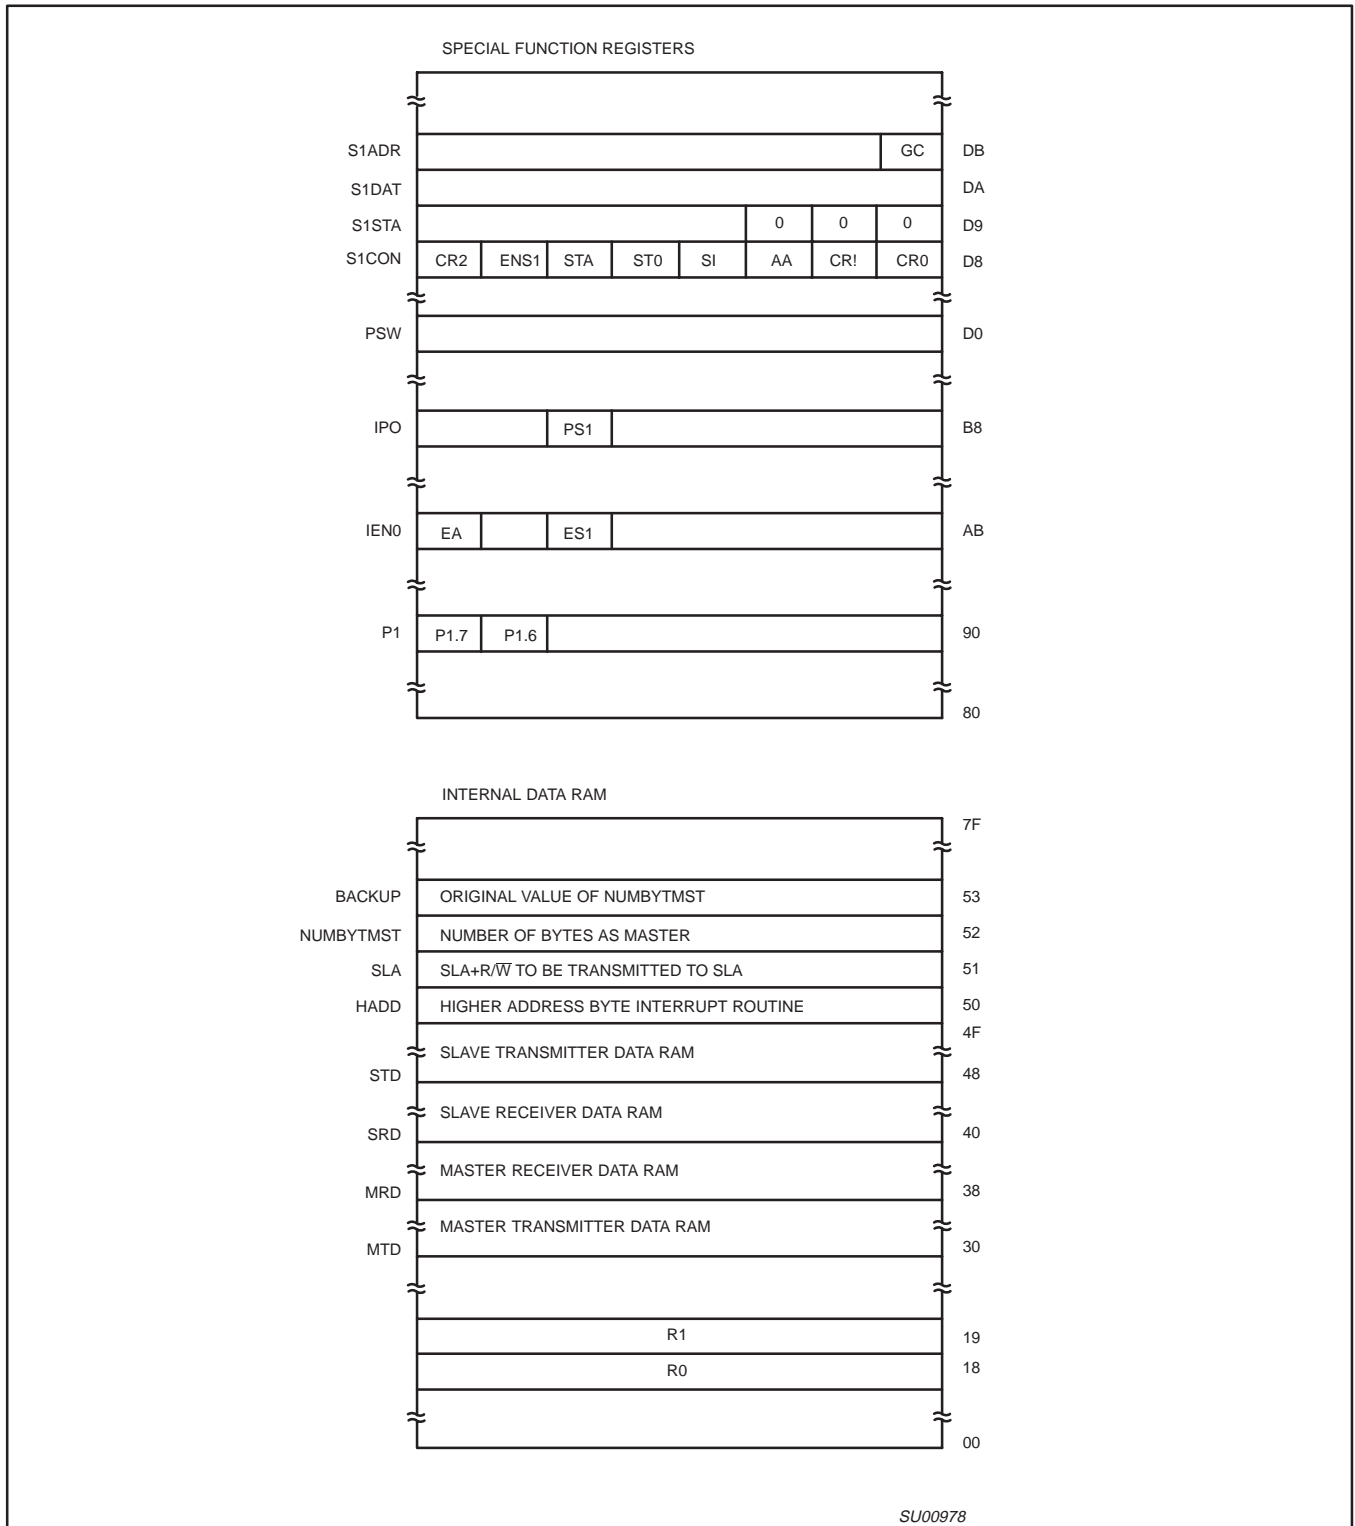 SPECIAL FUNCTION REGISTERS
S1ADR GC DB
S1DAT DA
S1STA 0 0 0 D9
S1CON CR2 ENS1 STA ST0 SI AA CR! CR0 D8
PSW D0
IPO PS1 B8
IEN0 EA ES1 AB
P1 P1.7 P1.6 90
80
INTERNAL DATA RAM
7F
BACKUP ORIGINAL VALUE OF NUMBYTMST 53
NUMBYTMST NUMBER OF BYTES AS MASTER 52
SLA SLA+R/W̅ TO BE TRANSMITTED TO SLA 51
HADD HIGHER ADDRESS BYTE INTERRUPT ROUTINE 50
4F
SLAVE TRANSMITTER DATA RAM
STD 48
SLAVE RECEIVER DATA RAM
SRD 40
MASTER RECEIVER DATA RAM
MRD 38
MASTER TRANSMITTER DATA RAM
MTD 30
R1 19
R0 18
00
SU00978